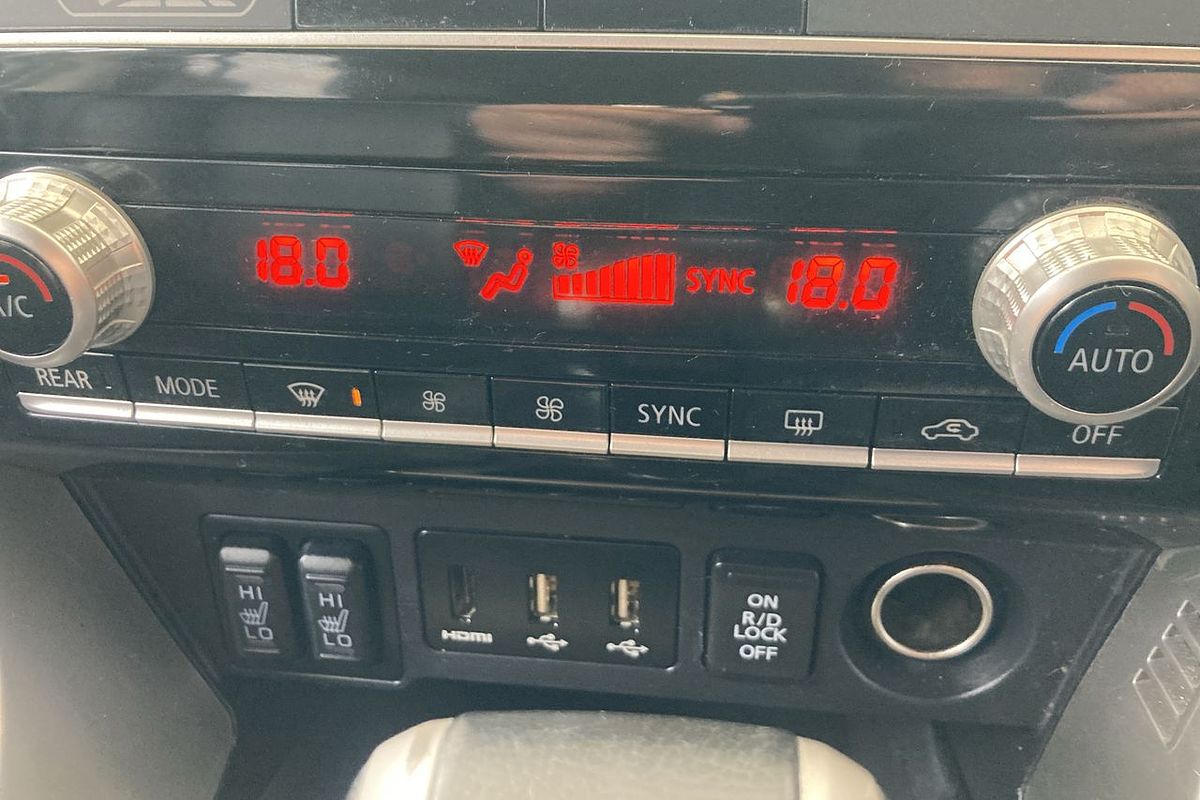 18.0 SYNC 18.0
A/C
AUTO
REAR MODE SYNC OFF
HI
LO
HI
LO
HDMI
ON
R/D
LOCK
OFF